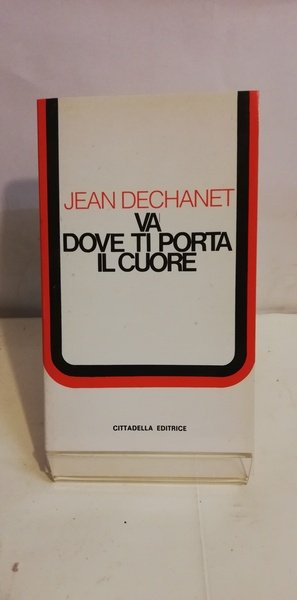 JEAN DECHANET
VA
DOVE TI PORTA
IL CUORE
CITTADELLA EDITRICE